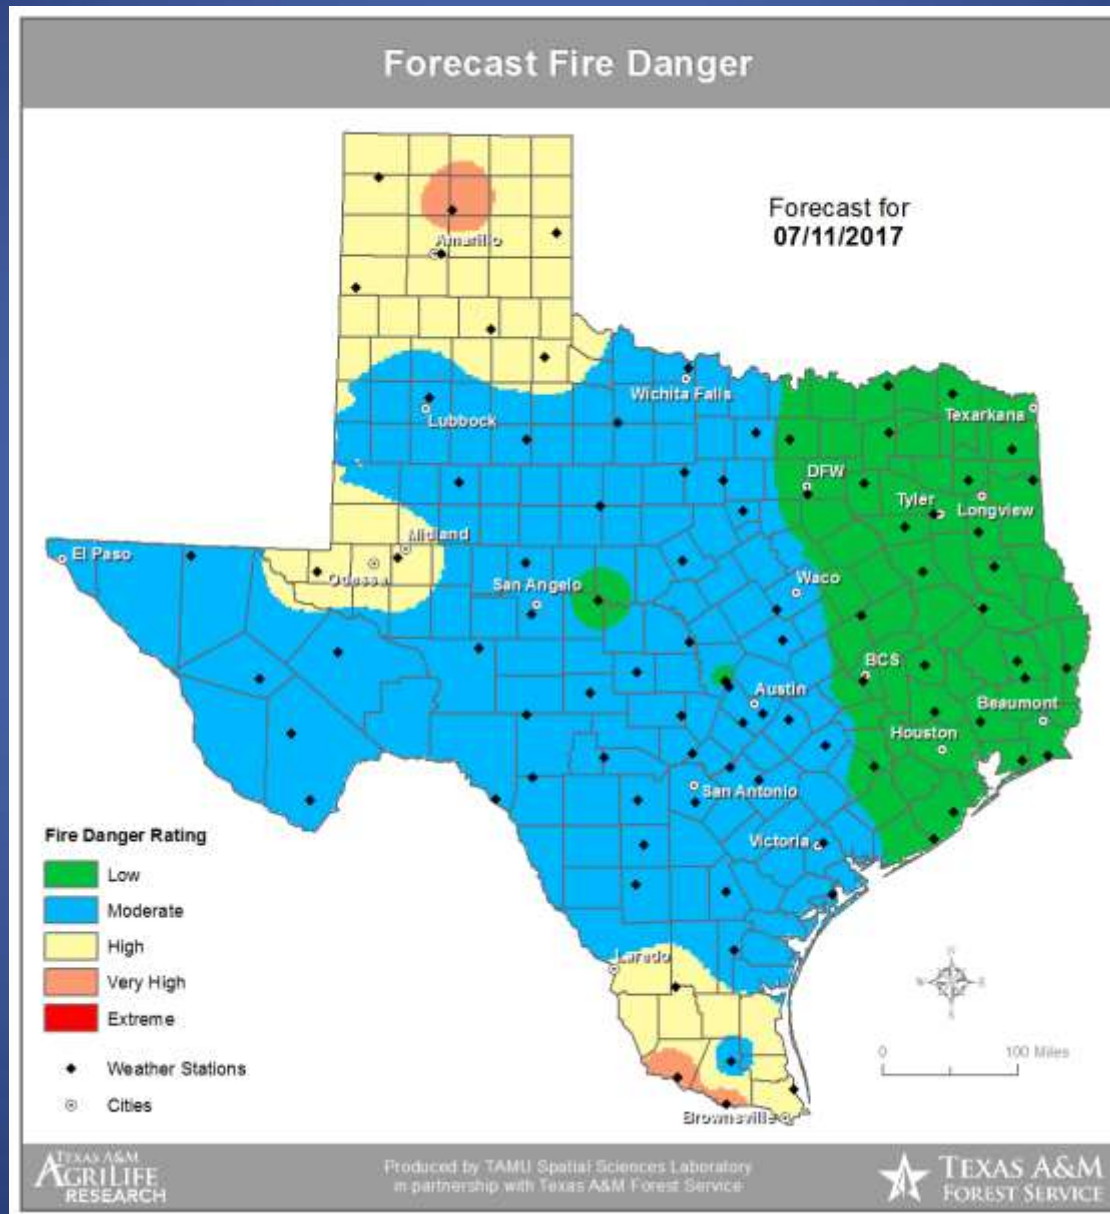 Forecast Fire Danger
Forecast for
07/11/2017
Amarillo
Wichita Falls
Lubbock
Texarkana
DFW
Tyler
Longview
Midland
El Paso
Odessa
San Angelo
Waco
BCS
Austin
Beaumont
Houston
San Antonio
Victoria
Laredo
Brownsville
Fire Danger Rating
Low
Moderate
High
Very High
Extreme
Weather Stations
Cities
N
W
E
S
0 100 Miles
TEXAS A&M
AGRILIFE
RESEARCH
Produced by TAMU Spatial Sciences Laboratory
in partnership with Texas A&M Forest Service
TEXAS A&M
FOREST SERVICE